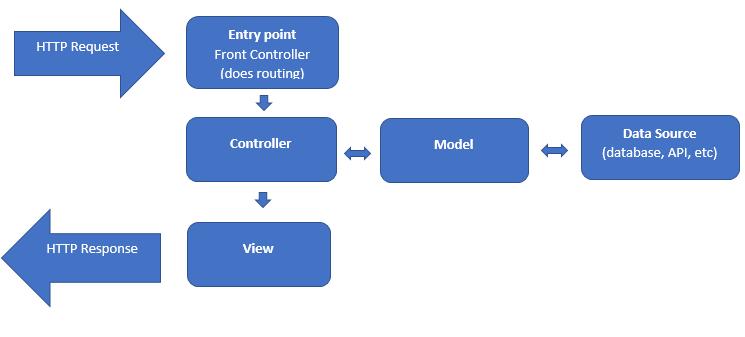 HTTP Request
Entry point
Front Controller
(does routing)
Controller
Model
Data Source
(database, API, etc)
HTTP Response
View